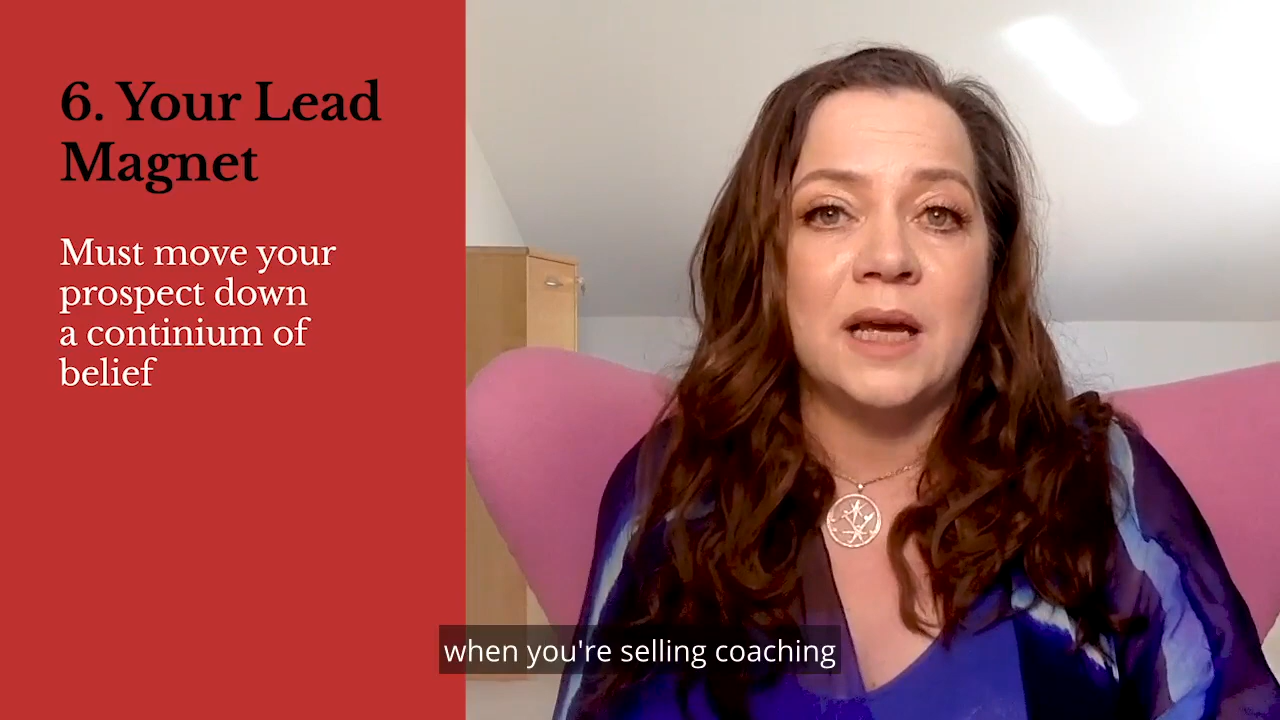 6. Your Lead
Magnet
Must move your
prospect down
a continium of
belief
when you're selling coaching